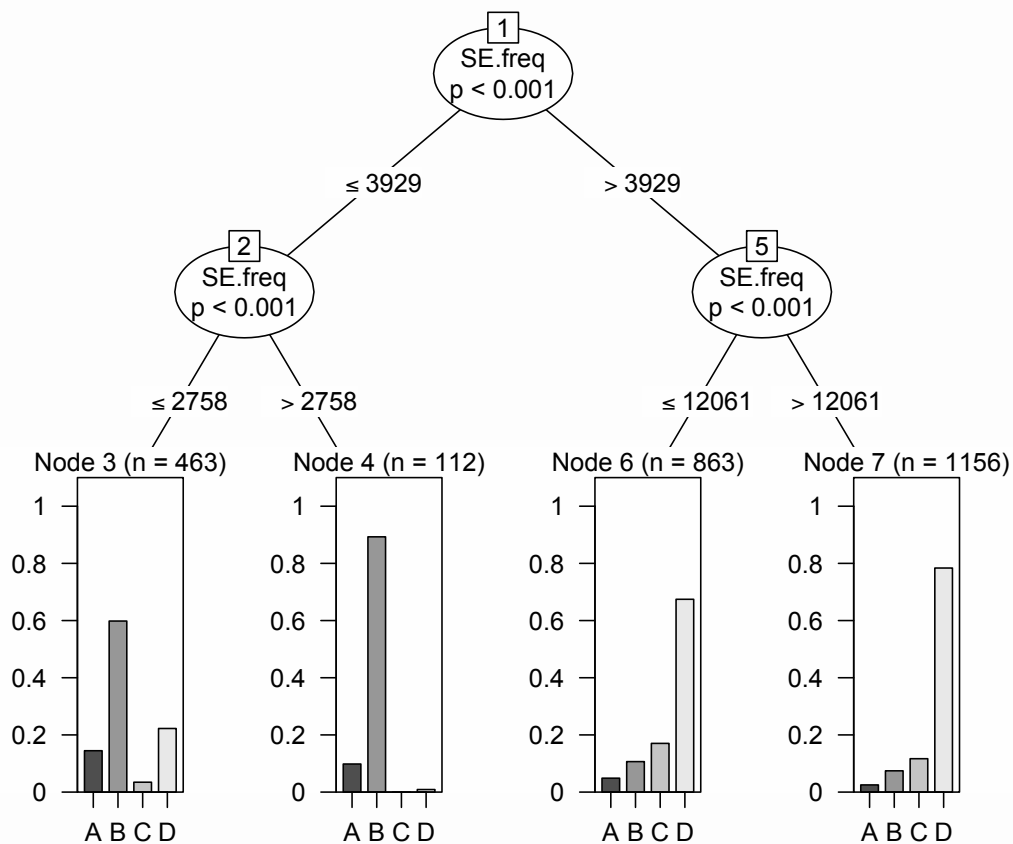 1
SE.freq
p < 0.001
≤ 3929
> 3929
2
SE.freq
p < 0.001
5
SE.freq
p < 0.001
≤ 2758
> 2758
≤ 12061
> 12061
Node 3 (n = 463)
1
0.8
0.6
0.4
0.2
0
A B C D
Node 4 (n = 112)
1
0.8
0.6
0.4
0.2
0
A B C D
Node 6 (n = 863)
1
0.8
0.6
0.4
0.2
0
A B C D
Node 7 (n = 1156)
1
0.8
0.6
0.4
0.2
0
A B C D